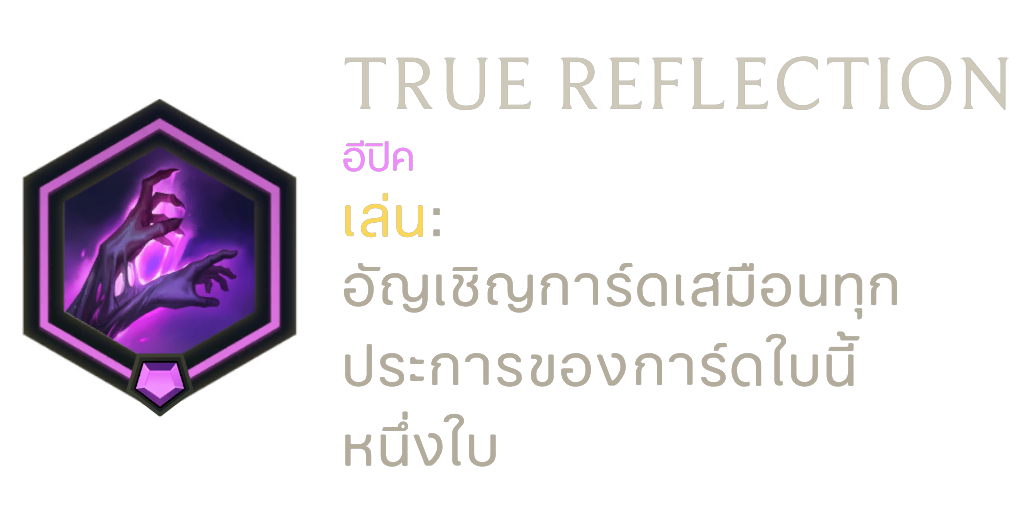 TRUE REFLECTION
อีปิค
เล่น:
อัญเชิญการ์ดเสมือนทุก
ประการของการ์ดใบนี้
หนึ่งใบ